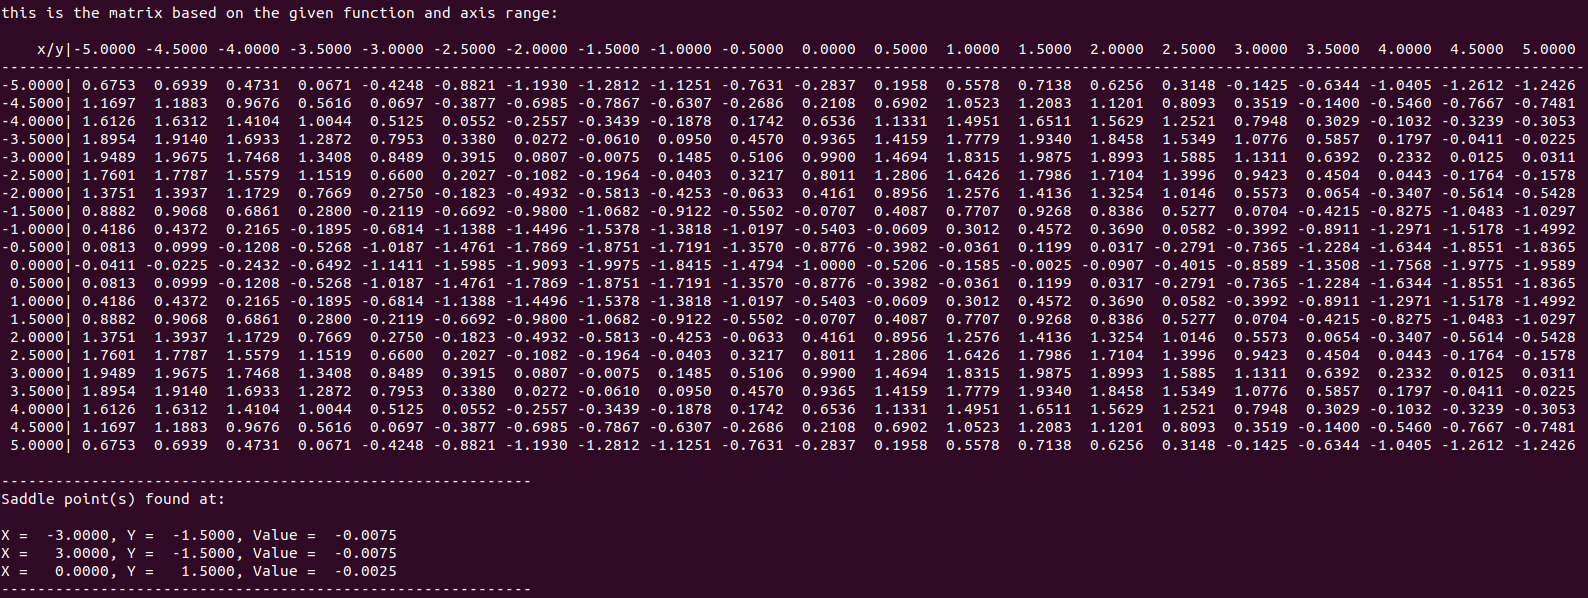 this is the matrix based on the given function and axis range:
x/y|-5.0000 -4.5000 -4.0000 -3.5000 -3.0000 -2.5000 -2.0000 -1.5000 -1.0000 -0.5000 0.0000 0.5000 1.0000 1.5000 2.0000 2.5000 3.0000 3.5000 4.0000 4.5000 5.0000
-5.0000| 0.6753 0.6939 0.4731 0.0671 -0.4248 -0.8821 -1.1930 -1.2812 -1.1251 -0.7631 -0.2837 0.1958 0.5578 0.7138 0.6256 0.3148 -0.1425 -0.6344 -1.0405 -1.2612 -1.2426
-4.5000| 1.1697 1.1883 0.9676 0.5616 0.0697 -0.3877 -0.6985 -0.7867 -0.6307 -0.2686 0.2108 0.6902 1.0523 1.2083 1.1201 0.8093 0.3519 -0.1400 -0.5460 -0.7667 -0.7481
-4.0000| 1.6126 1.6312 1.4104 1.0044 0.5125 0.0552 -0.2557 -0.3439 -0.1878 0.1742 0.6536 1.1331 1.4951 1.6511 1.5629 1.2521 0.7948 0.3029 -0.1032 -0.3239 -0.3053
-3.5000| 1.8954 1.9140 1.6933 1.2872 0.7953 0.3380 0.0272 -0.0610 0.0950 0.4570 0.9365 1.4159 1.7779 1.9340 1.8458 1.5349 1.0776 0.5857 0.1797 -0.0411 -0.0225
-3.0000| 1.9489 1.9675 1.7468 1.3408 0.8489 0.3915 0.0807 -0.0075 0.1485 0.5106 0.9900 1.4694 1.8315 1.9875 1.8993 1.5885 1.1311 0.6392 0.2332 0.0125 0.0311
-2.5000| 1.7601 1.7787 1.5579 1.1519 0.6600 0.2027 -0.1082 -0.1964 -0.0403 0.3217 0.8011 1.2806 1.6426 1.7986 1.7104 1.3996 0.9423 0.4504 0.0443 -0.1764 -0.1578
-2.0000| 1.3751 1.3937 1.1729 0.7669 0.2750 -0.1823 -0.4932 -0.5813 -0.4253 -0.0633 0.4161 0.8956 1.2576 1.4136 1.3254 1.0146 0.5573 0.0654 -0.3407 -0.5614 -0.5428
-1.5000| 0.8882 0.9068 0.6861 0.2800 -0.2119 -0.6692 -0.9800 -1.0682 -0.9122 -0.5502 -0.0707 0.4087 0.7707 0.9268 0.8386 0.5277 0.0704 -0.4215 -0.8275 -1.0483 -1.0297
-1.0000| 0.4186 0.4372 0.2165 -0.1895 -0.6814 -1.1388 -1.4496 -1.5378 -1.3818 -1.0197 -0.5403 -0.0609 0.3012 0.4572 0.3690 0.0582 -0.3992 -0.8911 -1.2971 -1.5178 -1.4992
-0.5000| 0.0813 0.0999 -0.1208 -0.5268 -1.0187 -1.4761 -1.7869 -1.8751 -1.7191 -1.3570 -0.8776 -0.3982 -0.0361 0.1199 0.0317 -0.2791 -0.7365 -1.2284 -1.6344 -1.8551 -1.8365
0.0000|-0.0411 -0.0225 -0.2432 -0.6492 -1.1411 -1.5985 -1.9093 -1.9975 -1.8415 -1.4794 -1.0000 -0.5206 -0.1585 -0.0025 -0.0907 -0.4015 -0.8589 -1.3508 -1.7568 -1.9775 -1.9589
0.5000| 0.0813 0.0999 -0.1208 -0.5268 -1.0187 -1.4761 -1.7869 -1.8751 -1.7191 -1.3570 -0.8776 -0.3982 -0.0361 0.1199 0.0317 -0.2791 -0.7365 -1.2284 -1.6344 -1.8551 -1.8365
1.0000| 0.4186 0.4372 0.2165 -0.1895 -0.6814 -1.1388 -1.4496 -1.5378 -1.3818 -1.0197 -0.5403 -0.0609 0.3012 0.4572 0.3690 0.0582 -0.3992 -0.8911 -1.2971 -1.5178 -1.4992
1.5000| 0.8882 0.9068 0.6861 0.2800 -0.2119 -0.6692 -0.9800 -1.0682 -0.9122 -0.5502 -0.0707 0.4087 0.7707 0.9268 0.8386 0.5277 0.0704 -0.4215 -0.8275 -1.0483 -1.0297
2.0000| 1.3751 1.3937 1.1729 0.7669 0.2750 -0.1823 -0.4932 -0.5813 -0.4253 -0.0633 0.4161 0.8956 1.2576 1.4136 1.3254 1.0146 0.5573 0.0654 -0.3407 -0.5614 -0.5428
2.5000| 1.7601 1.7787 1.5579 1.1519 0.6600 0.2027 -0.1082 -0.1964 -0.0403 0.3217 0.8011 1.2806 1.6426 1.7986 1.7104 1.3996 0.9423 0.4504 0.0443 -0.1764 -0.1578
3.0000| 1.9489 1.9675 1.7468 1.3408 0.8489 0.3915 0.0807 -0.0075 0.1485 0.5106 0.9900 1.4694 1.8315 1.9875 1.8993 1.5885 1.1311 0.6392 0.2332 0.0125 0.0311
3.5000| 1.8954 1.9140 1.6933 1.2872 0.7953 0.3380 0.0272 -0.0610 0.0950 0.4570 0.9365 1.4159 1.7779 1.9340 1.8458 1.5349 1.0776 0.5857 0.1797 -0.0411 -0.0225
4.0000| 1.6126 1.6312 1.4104 1.0044 0.5125 0.0552 -0.2557 -0.3439 -0.1878 0.1742 0.6536 1.1331 1.4951 1.6511 1.5629 1.2521 0.7948 0.3029 -0.1032 -0.3239 -0.3053
4.5000| 1.1697 1.1883 0.9676 0.5616 0.0697 -0.3877 -0.6985 -0.7867 -0.6307 -0.2686 0.2108 0.6902 1.0523 1.2083 1.1201 0.8093 0.3519 -0.1400 -0.5460 -0.7667 -0.7481
5.0000| 0.6753 0.6939 0.4731 0.0671 -0.4248 -0.8821 -1.1930 -1.2812 -1.1251 -0.7631 -0.2837 0.1958 0.5578 0.7138 0.6256 0.3148 -0.1425 -0.6344 -1.0405 -1.2612 -1.2426
-----------------------------------------------------------
Saddle point(s) found at:
X = -3.0000, Y = -1.5000, Value = -0.0075
X = 3.0000, Y = -1.5000, Value = -0.0075
X = 0.0000, Y = 1.5000, Value = -0.0025
-----------------------------------------------------------